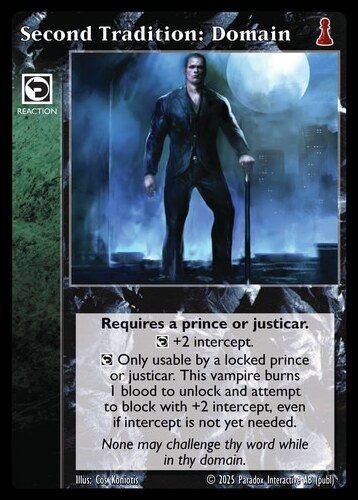 Second Tradition: Domain
REACTION
Requires a prince or justicar.
+2 intercept.
Only usable by a locked prince
or justicar. This vampire burns
1 blood to unlock and attempt
to block with +2 intercept, even
if intercept is not yet needed.
None may challenge thy word while
in thy domain.
Illus: Cos Koniotis
© 2025 Paradox Interactive AB (publ)